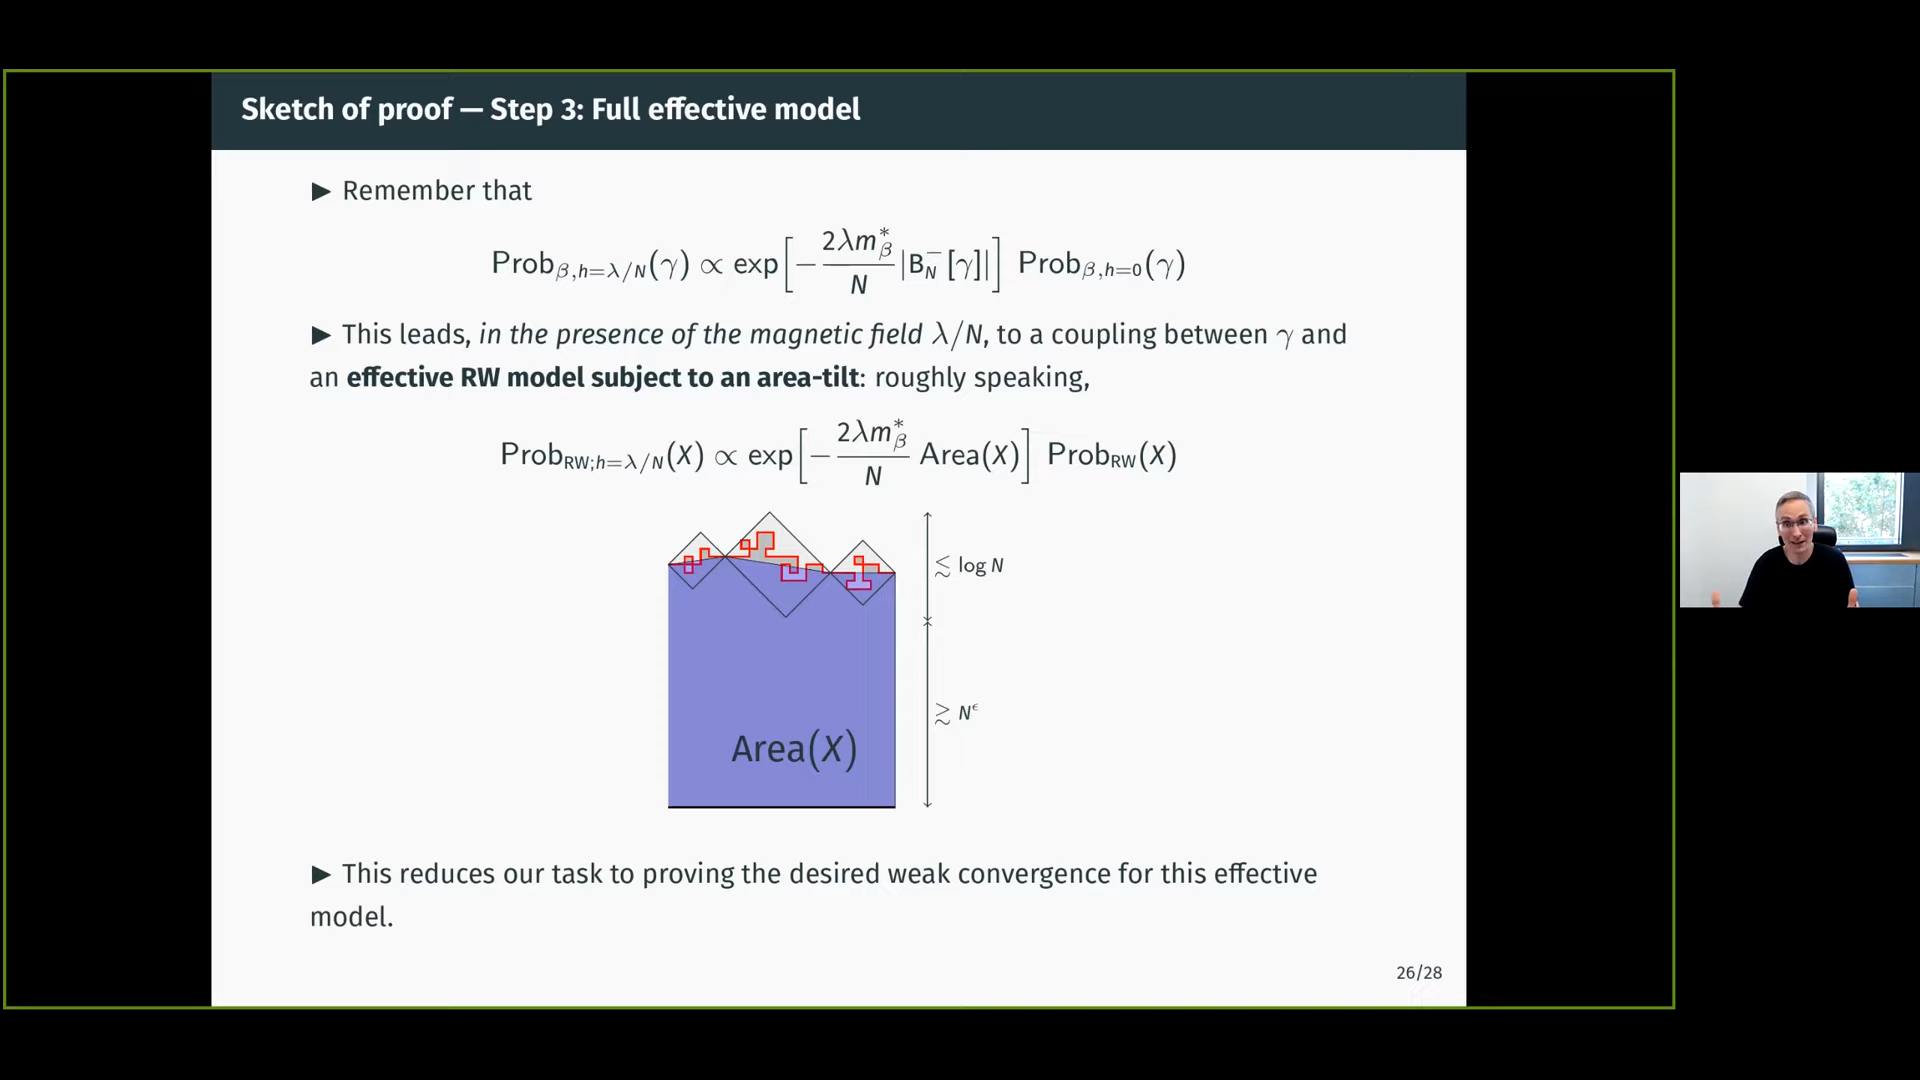 Sketch of proof — Step 3: Full effective model
▶ Remember that
Prob_{β,h=λ/N}(γ) ∝ exp[−\frac{2λm^*_β}{N} |B^−_N[γ]|] Prob_{β,h=0}(γ)
▶ This leads, in the presence of the magnetic field λ/N, to a coupling between γ and
an effective RW model subject to an area-tilt: roughly speaking,
Prob_{RW;h=λ/N}(X) ∝ exp[−\frac{2λm^*_β}{N} Area(X)] Prob_{RW}(X)
≲ log N
≳ N^ϵ
Area(X)
▶ This reduces our task to proving the desired weak convergence for this effective
model.
26/28